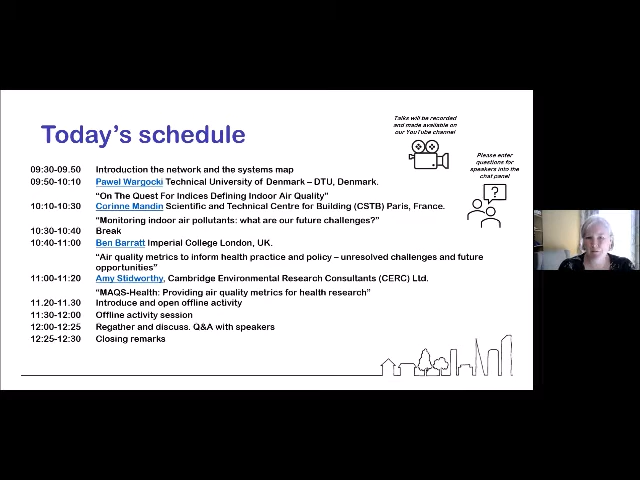 Talks will be recorded
and made available on
our YouTube channel
Today's schedule
Please enter
questions for
speakers into the
chat panel
?
09:30-09.50 Introduction the network and the systems map
09:50-10:10 Pawel Wargocki Technical University of Denmark – DTU, Denmark.
“On The Quest For Indices Defining Indoor Air Quality”
10:10-10:30 Corinne Mandin Scientific and Technical Centre for Building (CSTB) Paris, France.
“Monitoring indoor air pollutants: what are our future challenges?”
10:30-10:40 Break
10:40-11:00 Ben Barratt Imperial College London, UK.
“Air quality metrics to inform health practice and policy – unresolved challenges and future
opportunities”
11:00-11:20 Amy Stidworthy, Cambridge Environmental Research Consultants (CERC) Ltd.
“MAQS-Health: Providing air quality metrics for health research”
11.20-11.30 Introduce and open offline activity
11:30-12:00 Offline activity session
12:00-12:25 Regather and discuss. Q&A with speakers
12:25-12:30 Closing remarks